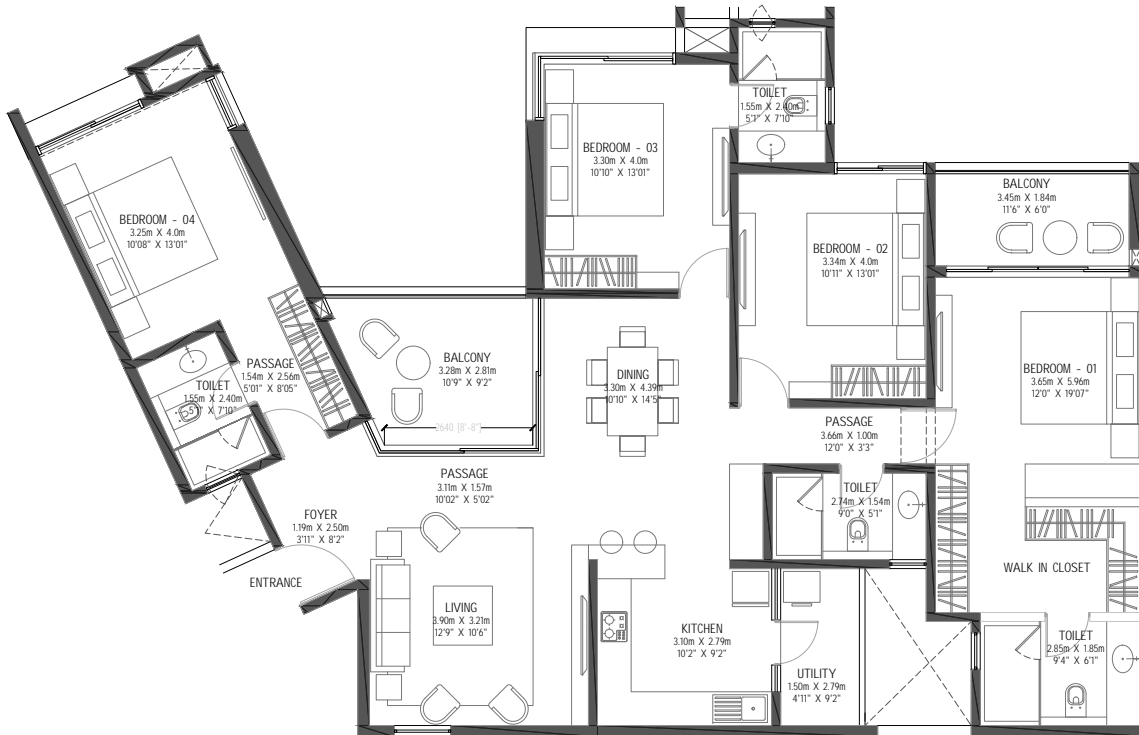 TOILET
1.55m X 2.40m
5'1" X 7'10"
BEDROOM - 03
3.30m X 4.0m
10'10" X 13'01"
BALCONY
3.45m X 1.84m
11'6" X 6'0"
BEDROOM - 04
3.25m X 4.0m
10'08" X 13'01"
BEDROOM - 02
3.34m X 4.0m
10'11" X 13'01"
PASSAGE
1.54m X 2.56m
5'01" X 8'05"
BALCONY
3.28m X 2.81m
10'9" X 9'2"
DINING
3.30m X 4.39m
10'10" X 14'5"
BEDROOM - 01
3.65m X 5.96m
12'0" X 19'07"
TOILET
1.55m X 2.40m
5'1" X 7'10"
2640 [8'-8"]
PASSAGE
3.66m X 1.00m
12'0" X 3'3"
PASSAGE
3.11m X 1.57m
10'02" X 5'02"
TOILET
2.74m X 1.54m
9'0" X 5'1"
FOYER
1.19m X 2.50m
3'11" X 8'2"
ENTRANCE
WALK IN CLOSET
LIVING
3.90m X 3.21m
12'9" X 10'6"
KITCHEN
3.10m X 2.79m
10'2" X 9'2"
TOILET
2.85m X 1.85m
9'4" X 6'1"
UTILITY
1.50m X 2.79m
4'11" X 9'2"